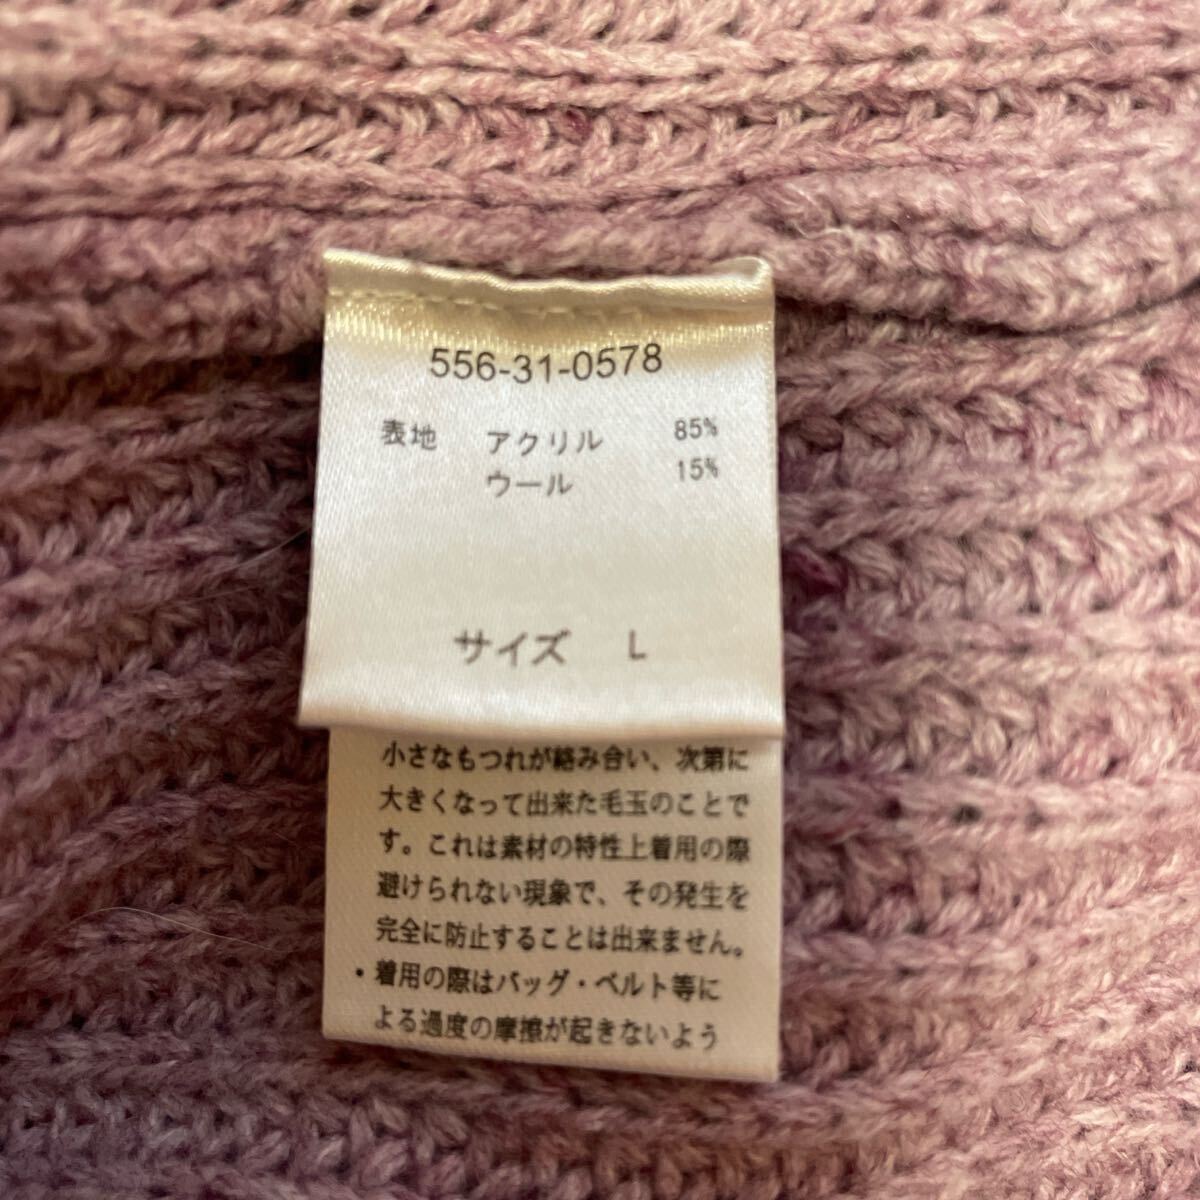 556-31-0578
表地 アクリル 85%
ウール 15%
サイズ L
小さなもつれが絡み合い、次第に
大きくなって出来た毛玉のことで
す。これは素材の特性上着用の際
避けられない現象で、その発生を
完全に防止することは出来ません。
・着用の際はバッグ・ベルト等に
よる過度の摩擦が起きないよう